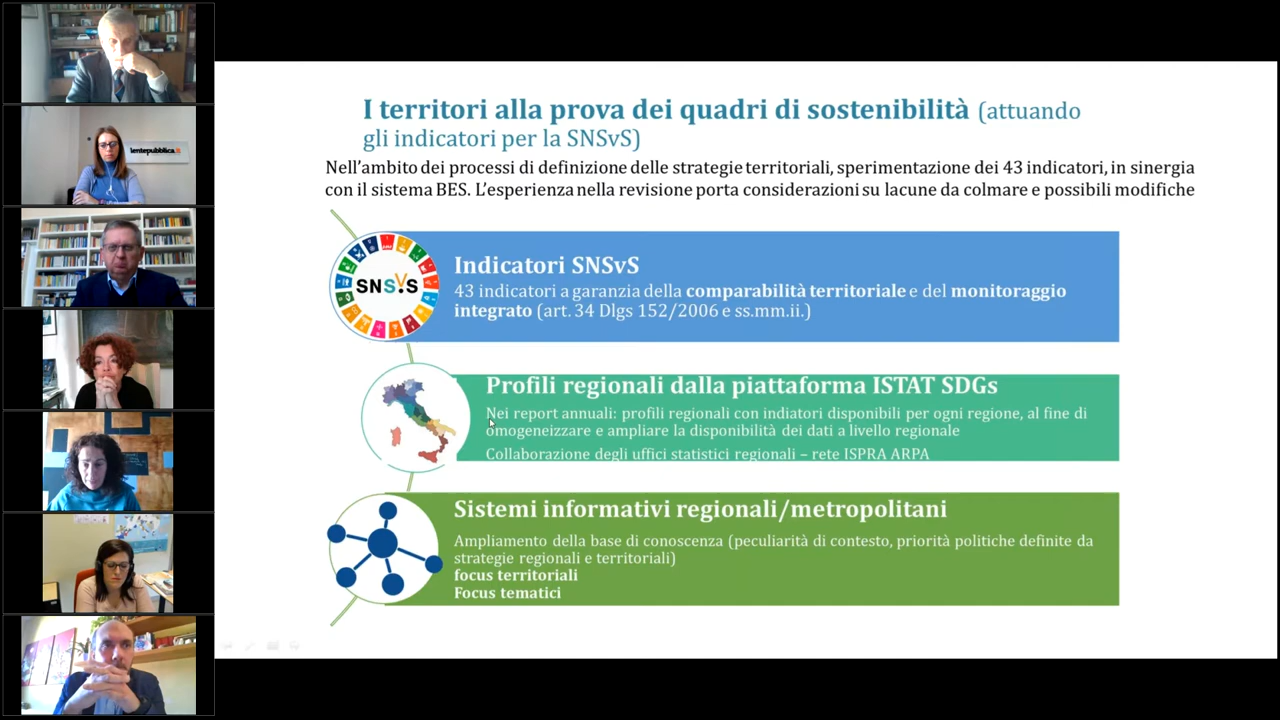 lentepubblica.it
I territori alla prova dei quadri di sostenibilità (attuando
gli indicatori per la SNSvS)
Nell'ambito dei processi di definizione delle strategie territoriali, sperimentazione dei 43 indicatori, in sinergia
con il sistema BES. L'esperienza nella revisione porta considerazioni su lacune da colmare e possibili modifiche
SNSVS
Indicatori SNSvS
43 indicatori a garanzia della comparabilità territoriale e del monitoraggio
integrato (art. 34 Dlgs 152/2006 e ss.mm.ii.)
Profili regionali dalla piattaforma ISTAT SDGs
Nei report annuali: profili regionali con indiatori disponibili per ogni regione, al fine di
omogeneizzare e ampliare la disponibilità dei dati a livello regionale
Collaborazione degli uffici statistici regionali – rete ISPRA ARPA
Sistemi informativi regionali/metropolitani
Ampliamento della base di conoscenza (peculiarità di contesto, priorità politiche definite da
strategie regionali e territoriali)
focus territoriali
Focus tematici